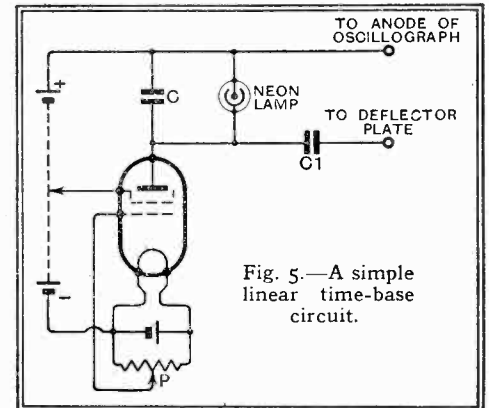 TO ANODE OF
OSCILLOGRAPH
+
C
NEON
LAMP
TO DEFLECTOR
PLATE
C1
-
Fig. 5.—A simple
linear time-base
circuit.
P